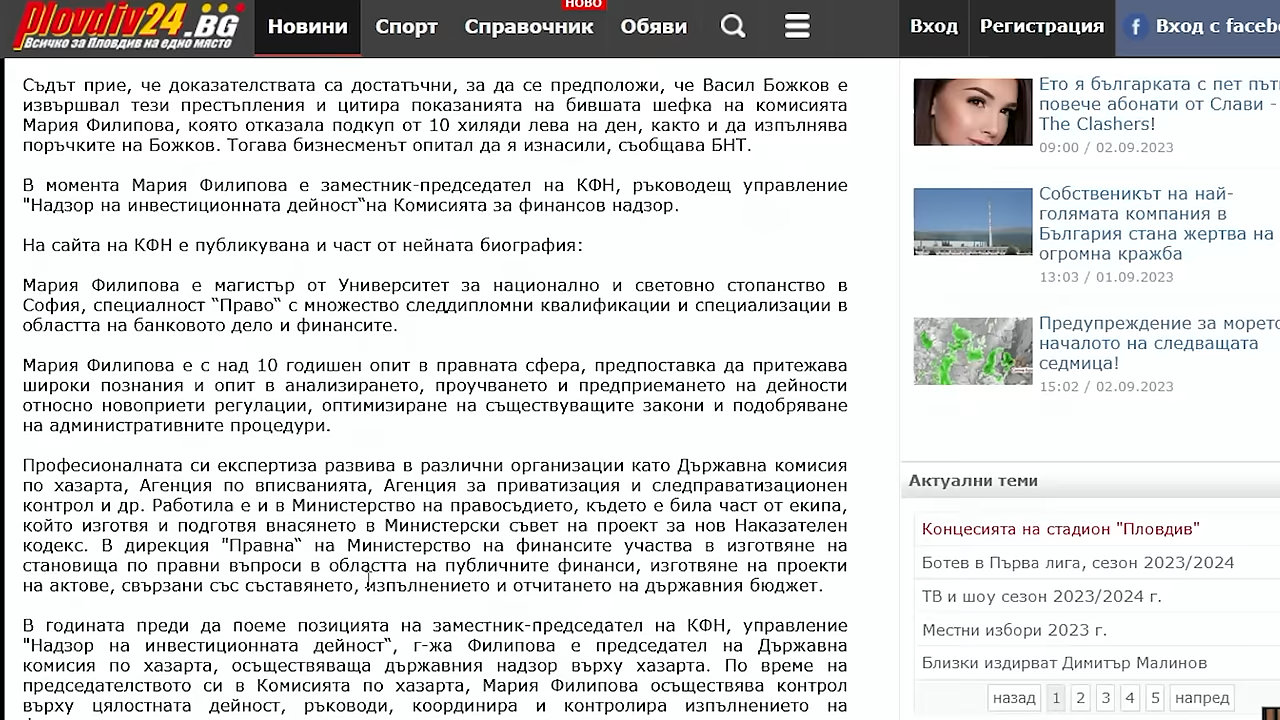 Plovdiv24.BG
Всичко за Пловдив на едно място
Новини
Спорт
НОВО
Справочник
Обяви
Вход
Регистрация
f Вход с faceb
Съдът прие, че доказателствата са достатъчни, за да се предположи, че Васил Божков е
извършвал тези престъпления и цитира показанията на бившата шефка на комисията
Мария Филипова, която отказала подкуп от 10 хиляди лева на ден, както и да изпълнява
поръчките на Божков. Тогава бизнесменът опитал да я изнасили, съобщава БНТ.
В момента Мария Филипова е заместник-председател на КФН, ръководещ управление
"Надзор на инвестиционната дейност“на Комисията за финансов надзор.
На сайта на КФН е публикувана и част от нейната биография:
Мария Филипова е магистър от Университет за национално и световно стопанство в
София, специалност “Право“ с множество следдипломни квалификации и специализации в
областта на банковото дело и финансите.
Мария Филипова е с над 10 годишен опит в правната сфера, предпоставка да притежава
широки познания и опит в анализирането, проучването и предприемането на дейности
относно новоприети регулации, оптимизиране на съществуващите закони и подобряване
на административните процедури.
Професионалната си експертиза развива в различни организации като Държавна комисия
по хазарта, Агенция по вписванията, Агенция за приватизация и следприватизационен
контрол и др. Работила е и в Министерство на правосъдието, където е била част от екипа,
който изготвя и подготвя внасянето в Министерски съвет на проект за нов Наказателен
кодекс. В дирекция "Правна“ на Министерство на финансите участва в изготвяне на
становища по правни въпроси в областта на публичните финанси, изготвяне на проекти
на актове, свързани със съставянето, изпълнението и отчитането на държавния бюджет.
В годината преди да поеме позицията на заместник-председател на КФН, управление
"Надзор на инвестиционната дейност“, г-жа Филипова е председател на Държавна
комисия по хазарта, осъществяваща държавния надзор върху хазарта. По време на
председателството си в Комисията по хазарта, Мария Филипова осъществява контрол
върху цялостната дейност, ръководи, координира и контролира изпълнението на
Ето я българката с пет път
повече абонати от Слави -
The Clashers!
09:00 / 02.09.2023
Собственикът на най-
голямата компания в
България стана жертва на
огромна кражба
13:03 / 01.09.2023
Предупреждение за морето
началото на следващата
седмица!
15:02 / 02.09.2023
Актуални теми
Концесията на стадион "Пловдив"
Ботев в Първа лига, сезон 2023/2024
ТВ и шоу сезон 2023/2024 г.
Местни избори 2023 г.
Близки издирват Димитър Малинов
назад 1 2 3 4 5 напред